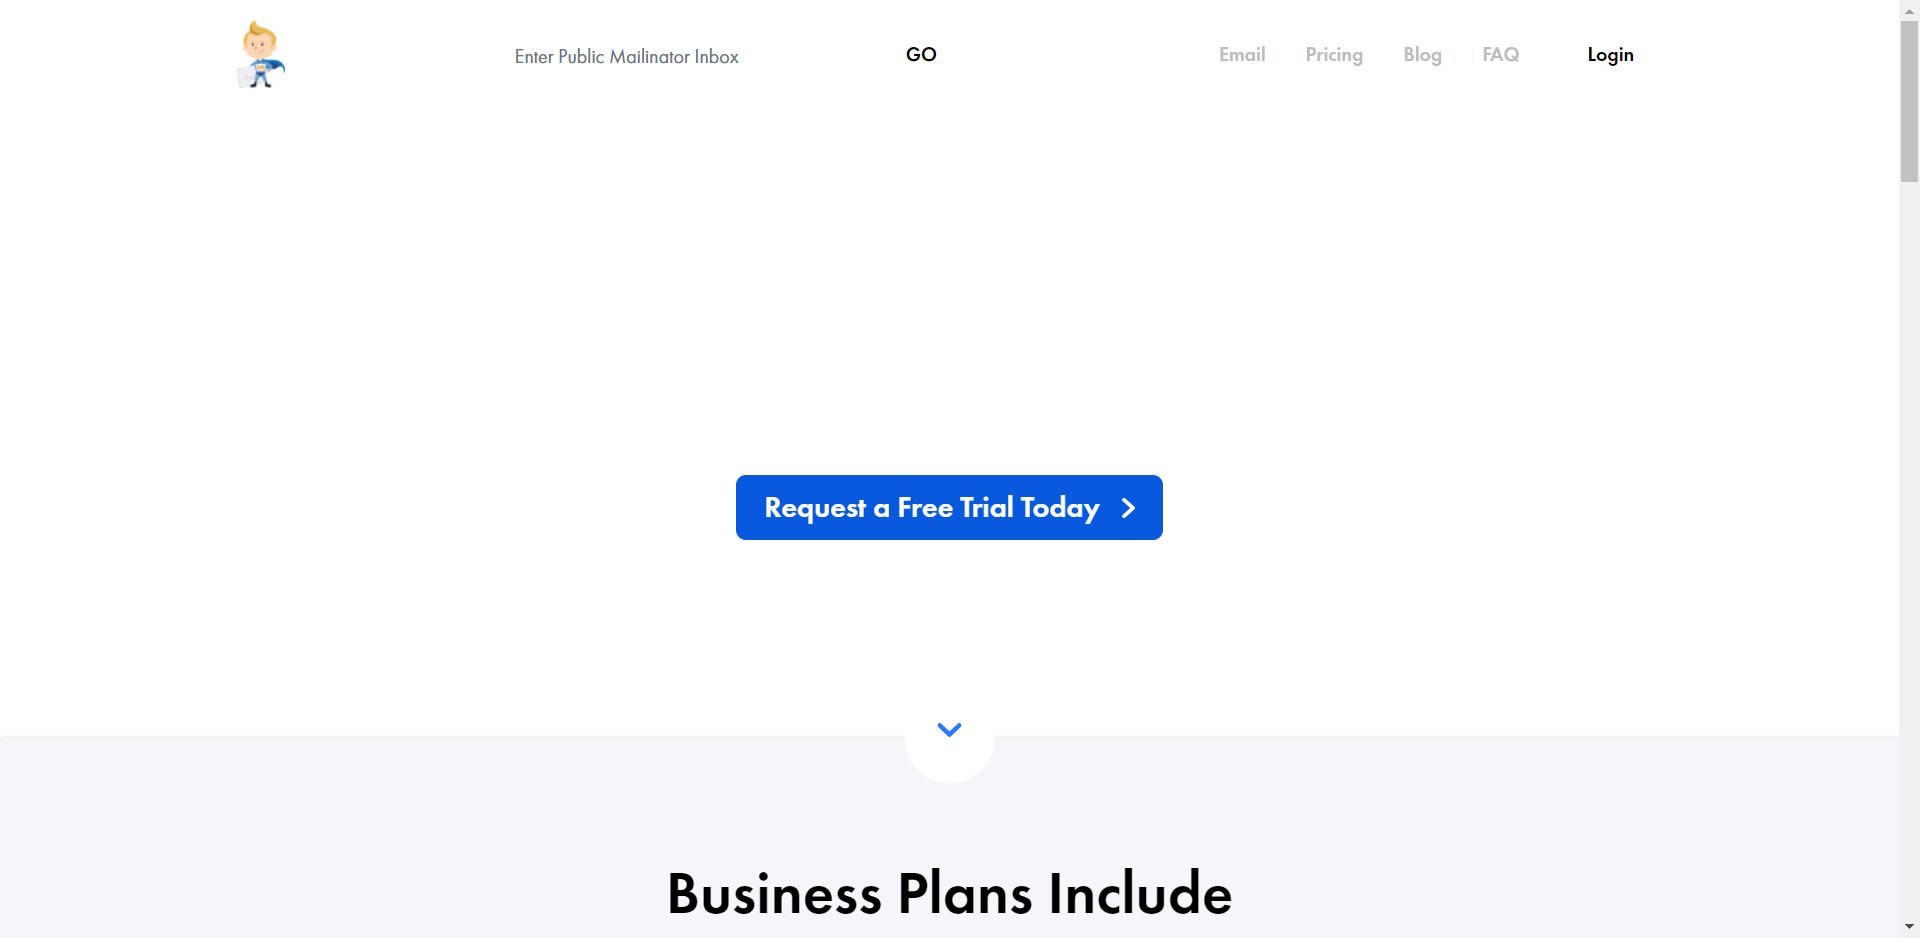 Enter Public Mailinator Inbox
GO
Email
Pricing
Blog
FAQ
Login
Request a Free Trial Today
Business Plans Include